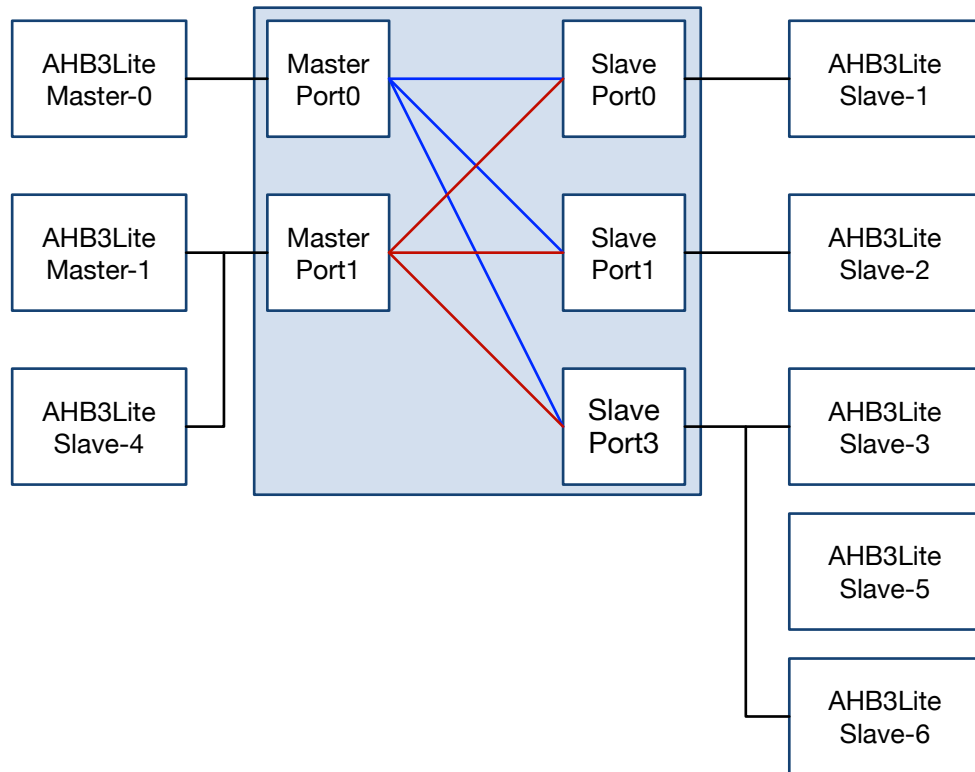 AHB3Lite
Master-0
Master
Port0
Slave
Port0
AHB3Lite
Slave-1
AHB3Lite
Master-1
Master
Port1
Slave
Port1
AHB3Lite
Slave-2
AHB3Lite
Slave-4
Slave
Port3
AHB3Lite
Slave-3
AHB3Lite
Slave-5
AHB3Lite
Slave-6